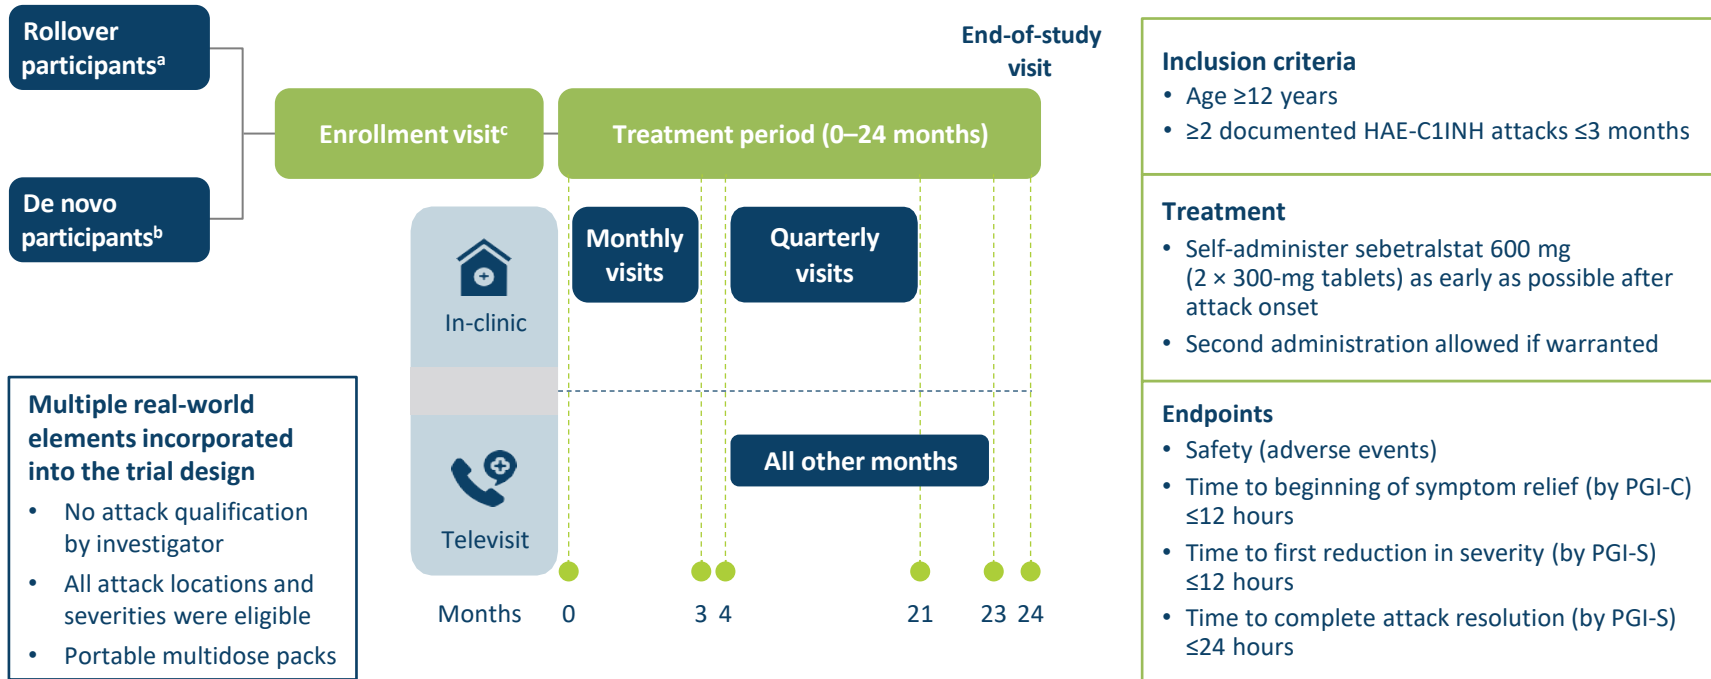 Rollover
participantsᵃ
De novo
participantsᵇ
Enrollment visitᶜ
Treatment period (0–24 months)
End-of-study
visit
In-clinic
Monthly
visits
Quarterly
visits
Televisit
All other months
Months 0 3 4 21 23 24
Multiple real-world
elements incorporated
into the trial design
• No attack qualification
by investigator
• All attack locations and
severities were eligible
• Portable multidose packs
Inclusion criteria
• Age ≥12 years
• ≥2 documented HAE-C1INH attacks ≤3 months
Treatment
• Self-administer sebetralstat 600 mg
(2 × 300-mg tablets) as early as possible after
attack onset
• Second administration allowed if warranted
Endpoints
• Safety (adverse events)
• Time to beginning of symptom relief (by PGI-C)
≤12 hours
• Time to first reduction in severity (by PGI-S)
≤12 hours
• Time to complete attack resolution (by PGI-S)
≤24 hours